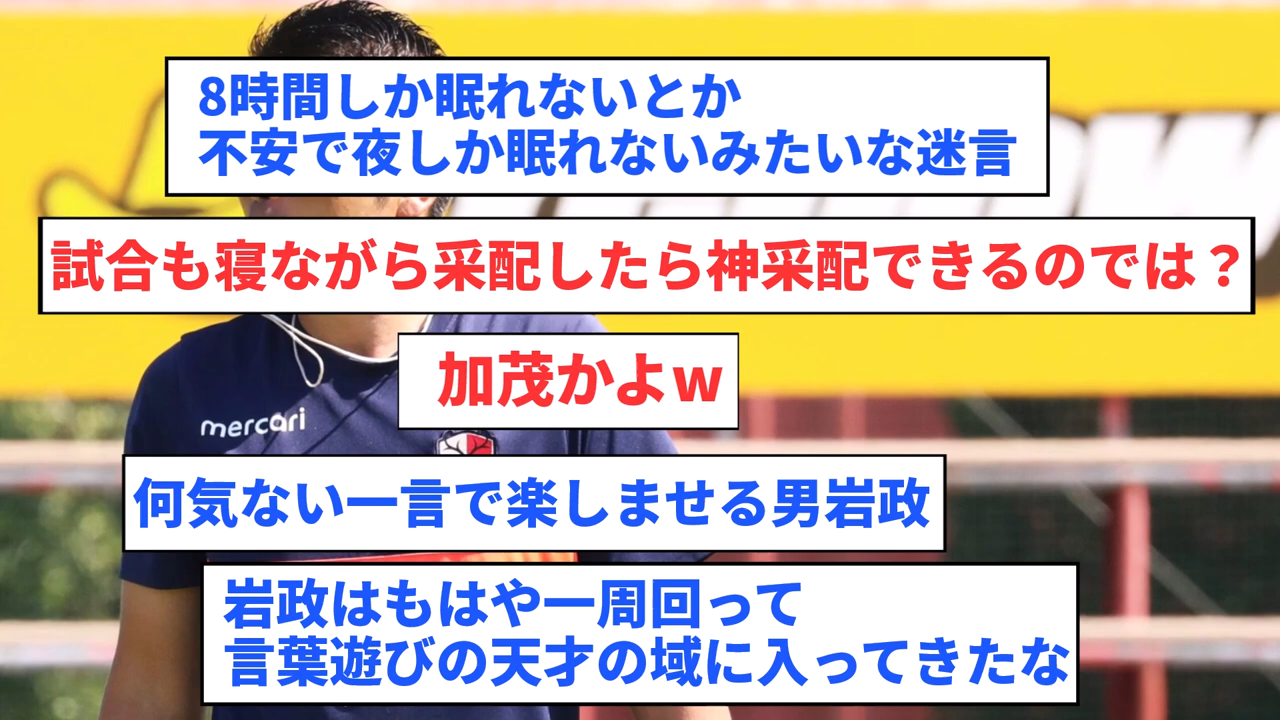 8時間しか眠れないとか
不安で夜しか眠れないみたいな迷言
試合も寝ながら采配したら神采配できるのでは？
加茂かよw
mercari
何気ない一言で楽しませる男岩政
岩政はもはや一周回って
言葉遊びの天才の域に入ってきたな